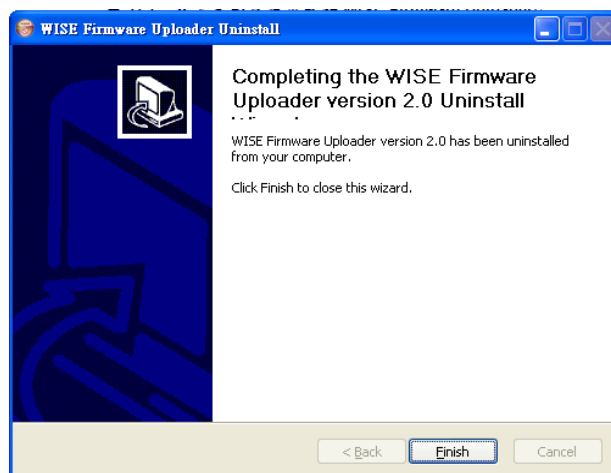 WISE Firmware Uploader Uninstall
Completing the WISE Firmware
Uploader version 2.0 Uninstall
WISE Firmware Uploader version 2.0 has been uninstalled
from your computer.
Click Finish to close this wizard.
< Back
Finish
Cancel